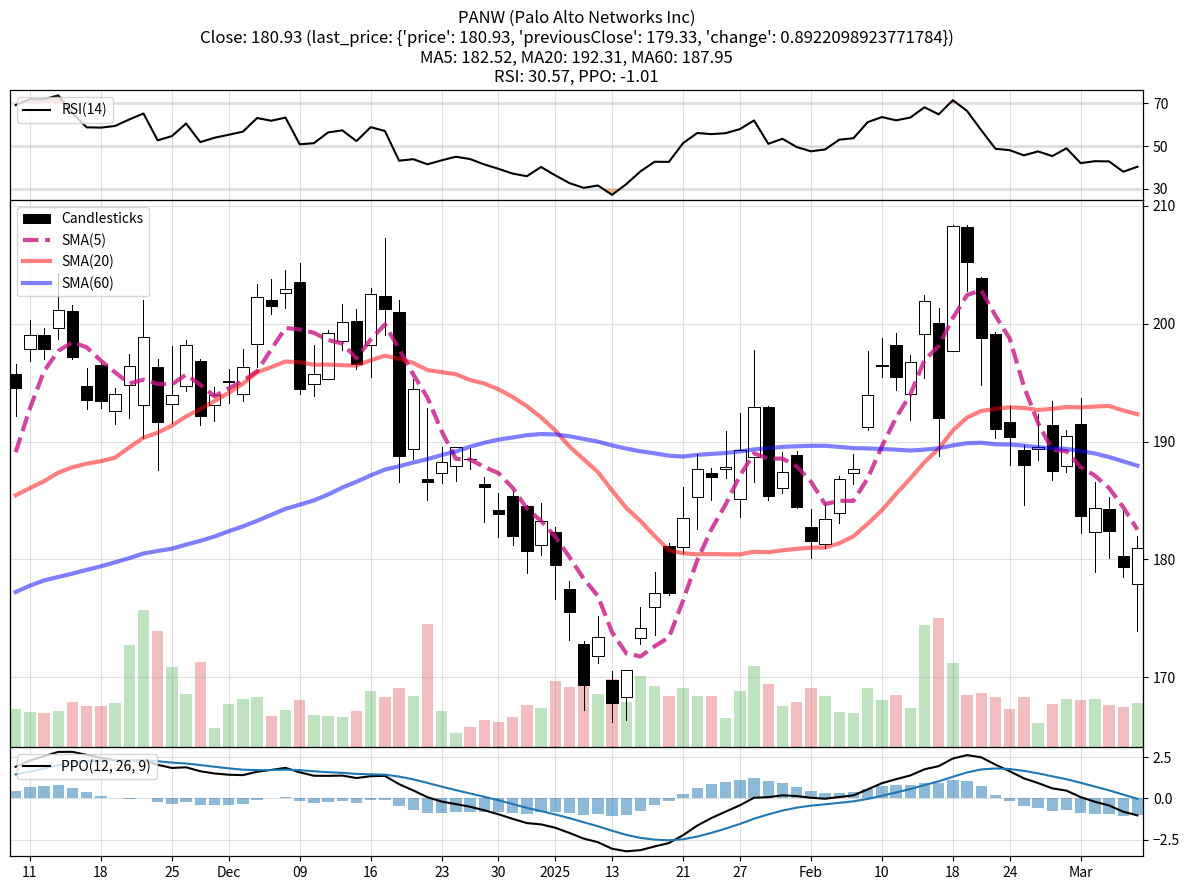 PANW (Palo Alto Networks Inc)
Close: 180.93 (last_price: {'price': 180.93, 'previousClose': 179.33, 'change': 0.8922098923771784})
MA5: 182.52, MA20: 192.31, MA60: 187.95
RSI: 30.57, PPO: -1.01
RSI(14)
70
50
30
Candlesticks
SMA(5)
SMA(20)
SMA(60)
210
200
190
180
170
PPO(12, 26, 9)
2.5
0.0
−2.5
11 18 25 Dec 09 16 23 30 2025 13 21 27 Feb 10 18 24 Mar